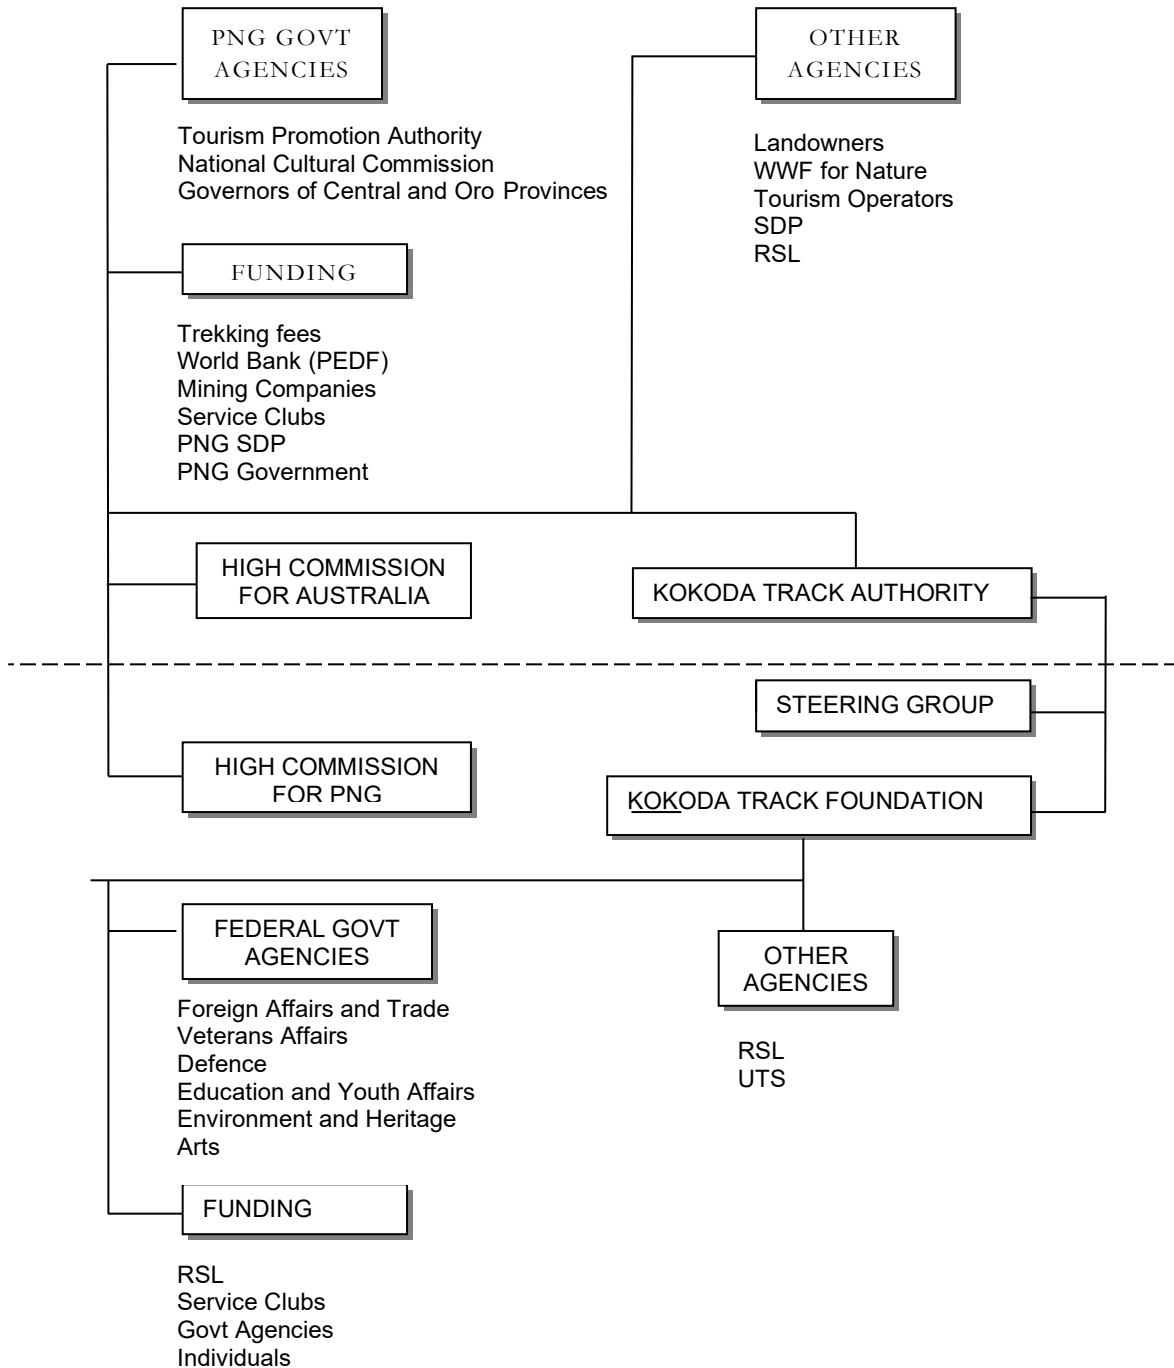 PNG GOVT
AGENCIES
Tourism Promotion Authority
National Cultural Commission
Governors of Central and Oro Provinces
OTHER
AGENCIES
Landowners
WWF for Nature
Tourism Operators
SDP
RSL
FUNDING
Trekking fees
World Bank (PEDF)
Mining Companies
Service Clubs
PNG SDP
PNG Government
HIGH COMMISSION
FOR AUSTRALIA
KOKODA TRACK AUTHORITY
STEERING GROUP
HIGH COMMISSION
FOR PNG
KOKODA TRACK FOUNDATION
FEDERAL GOVT
AGENCIES
Foreign Affairs and Trade
Veterans Affairs
Defence
Education and Youth Affairs
Environment and Heritage
Arts
OTHER
AGENCIES
RSL
UTS
FUNDING
RSL
Service Clubs
Govt Agencies
Individuals